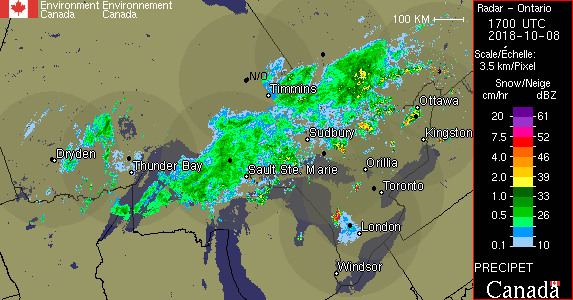 Environment Environnement
Canada Canada
100 KM
N/O
Timmins
Ottawa
Sudbury
Kingston
Dryden
Thunder Bay
Sault Ste. Marie
Orillia
Toronto
London
Windsor
Radar - Ontario
1700 UTC
2018-10-08
Scale/Échelle:
3.5 km/Pixel
Snow/Neige
cm/hr dBZ
20 61
7.5 52
4.0 46
2.0 39
1.0 33
0.5 26
0.1 10
PRECIPET
Canada